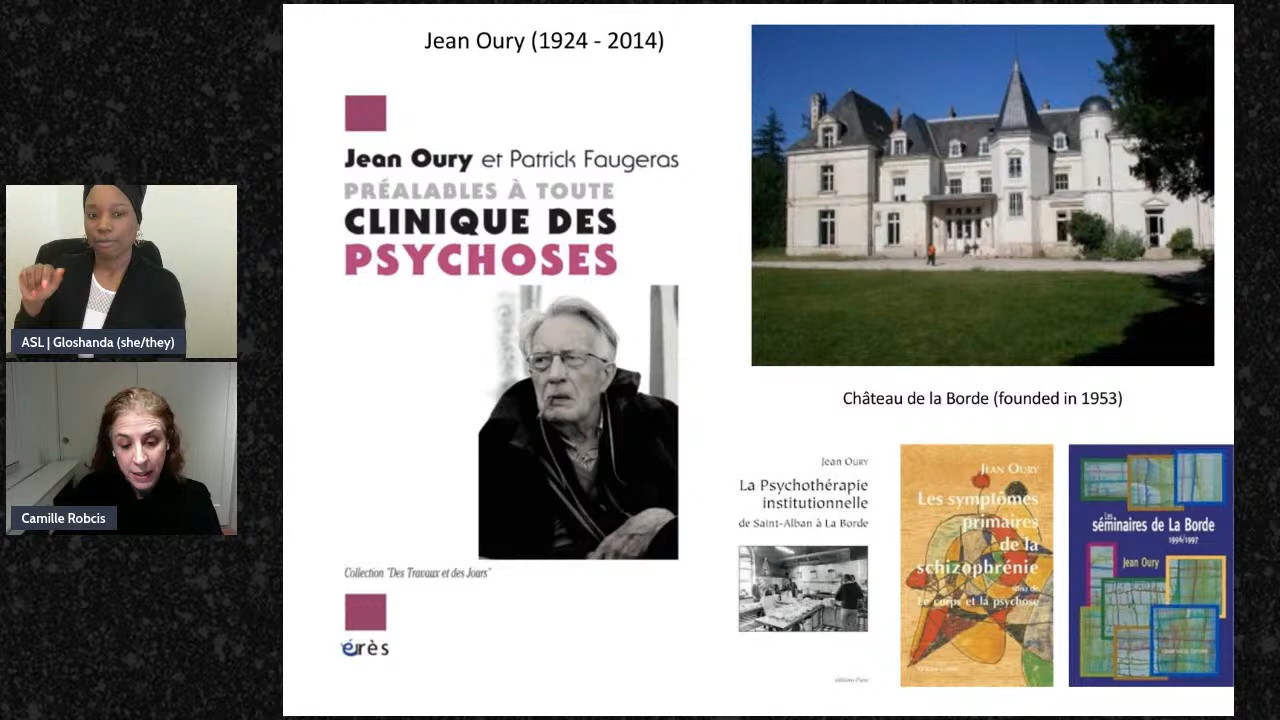 Jean Oury (1924 - 2014)
Jean Oury et Patrick Faugeras
PRÉALABLES À TOUTE
CLINIQUE DES
PSYCHOSES
Collection "Des Travaux et des Jours"
érès
Château de la Borde (founded in 1953)
Jean Oury
La Psychothérapie
institutionnelle
de Saint-Alban à La Borde
Jean Oury
Les symptômes
primaires
de la
schizophrénie
suivi de
Le corps et la psychose
Les
séminaires de La Borde
1996/1997
Jean Oury
ASL | Gloshanda (she/they)
Camille Robcis